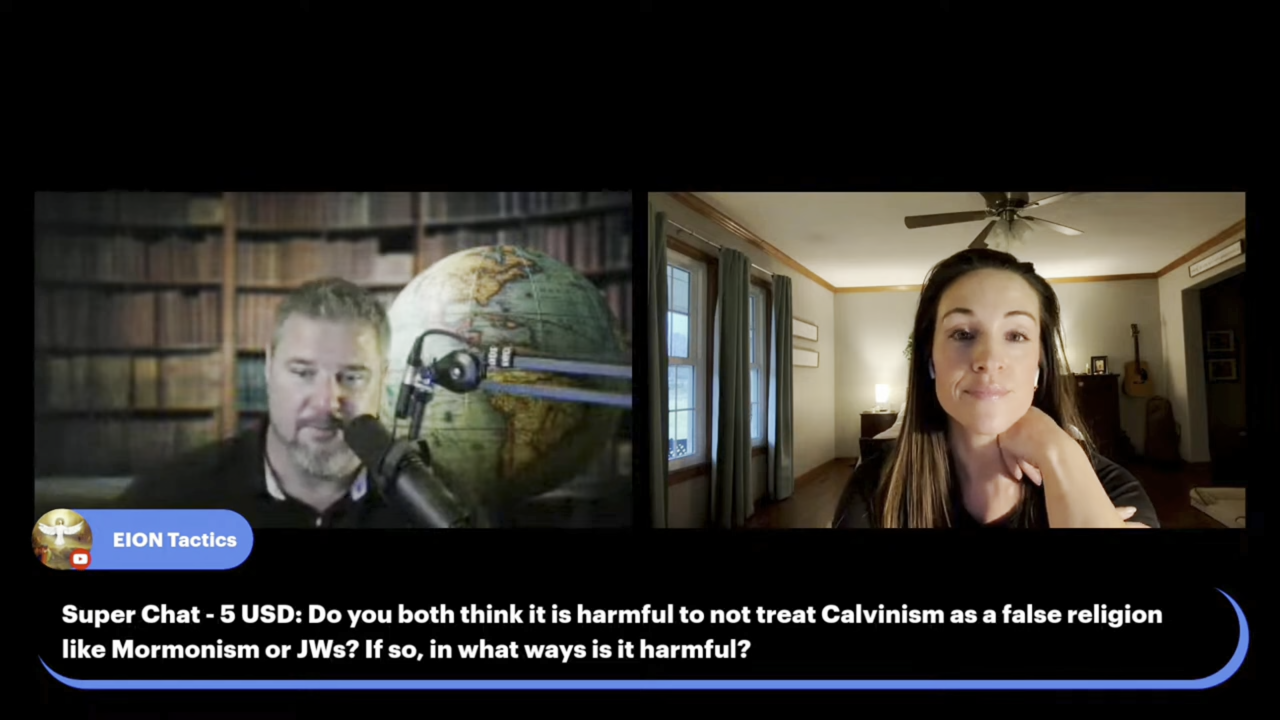 EION Tactics
Super Chat - 5 USD: Do you both think it is harmful to not treat Calvinism as a false religion
like Mormonism or JWs? If so, in what ways is it harmful?